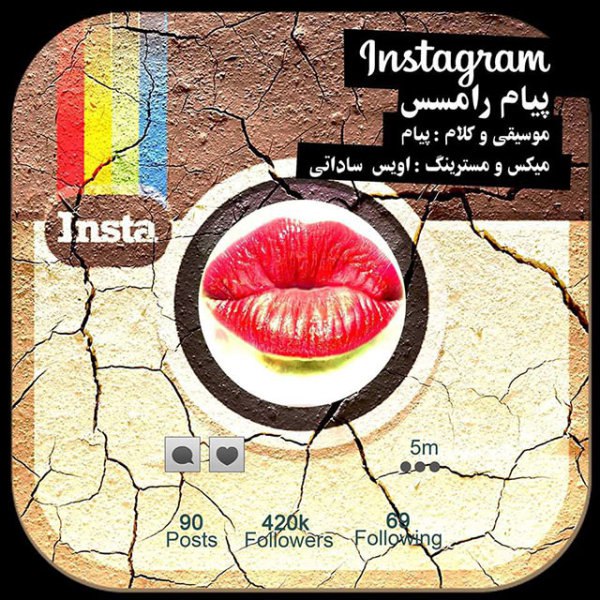 Instagram
پیام رامسس
موسیقی و کلام : پیام
میکس و مسترینگ : اویس ساداتی
Insta
5m
90
Posts
420k
Followers
69
Following